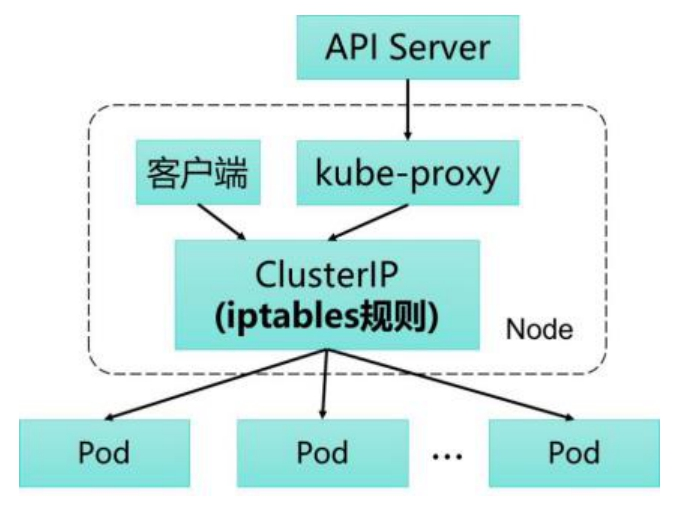 API Server
客户端
kube-proxy
ClusterIP
(iptables规则)
Node
Pod
Pod
...
Pod